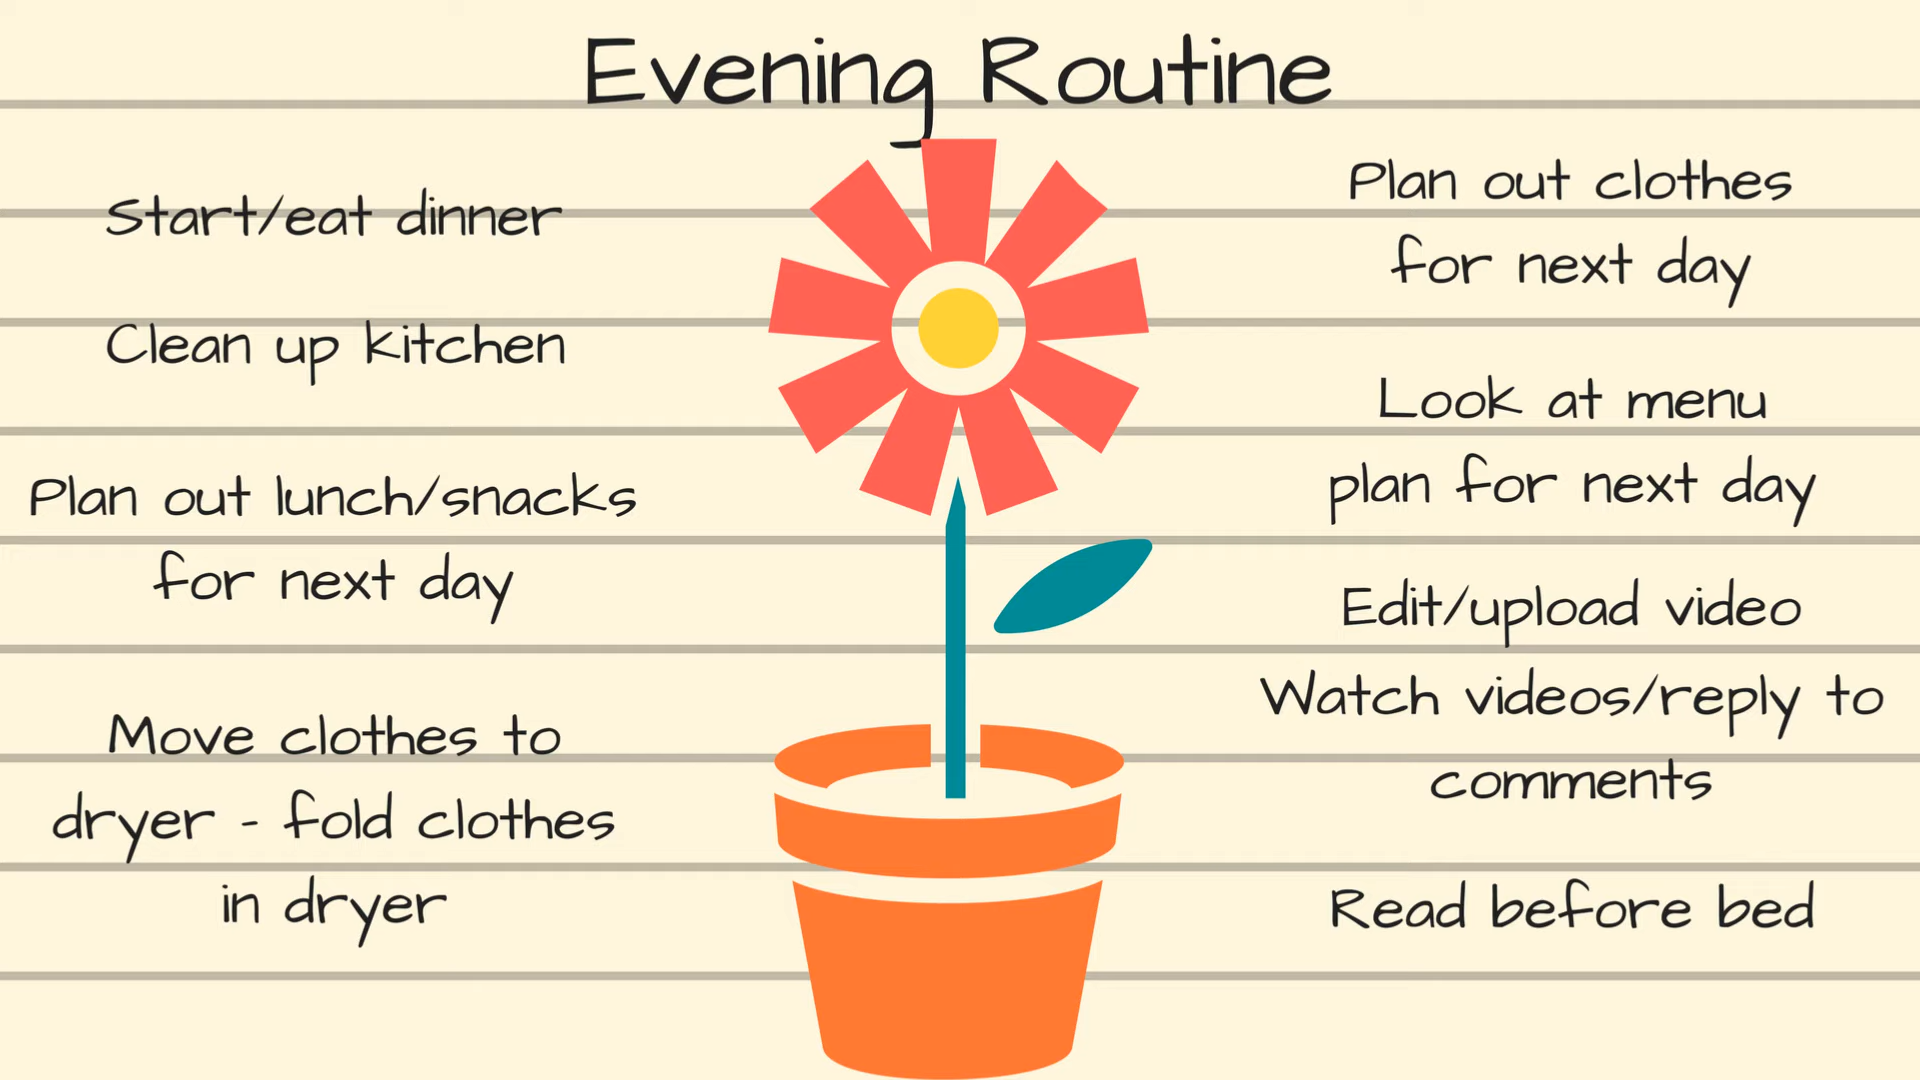 Evening Routine
Start/eat dinner
Clean up kitchen
Plan out lunch/snacks
for next day
Move clothes to
dryer - fold clothes
in dryer
Plan out clothes
for next day
Look at menu
plan for next day
Edit/upload video
Watch videos/reply to
comments
Read before bed